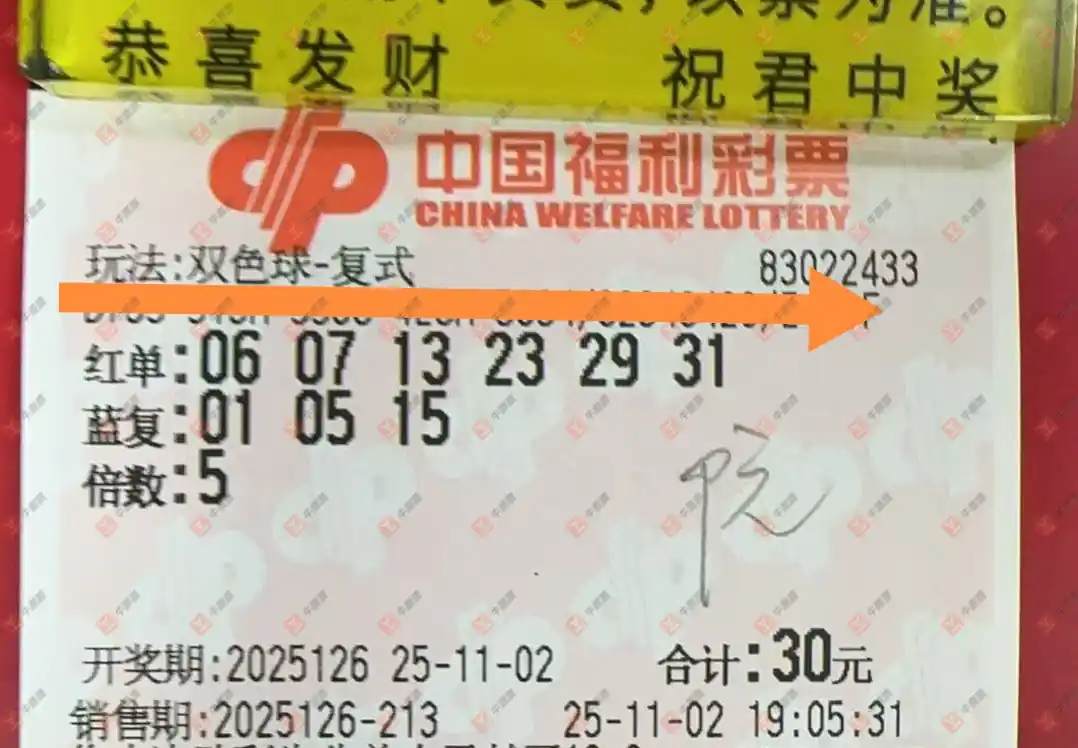 恭喜发财 祝君中奖
中国福利彩票
CHINA WELFARE LOTTERY
玩法:双色球-复式 83022433
红单:06 07 13 23 29 31
蓝复:01 05 15
倍数:5
开奖期:2025126 25-11-02 合计:30元
销售期:2025126-213 25-11-02 19:05:31